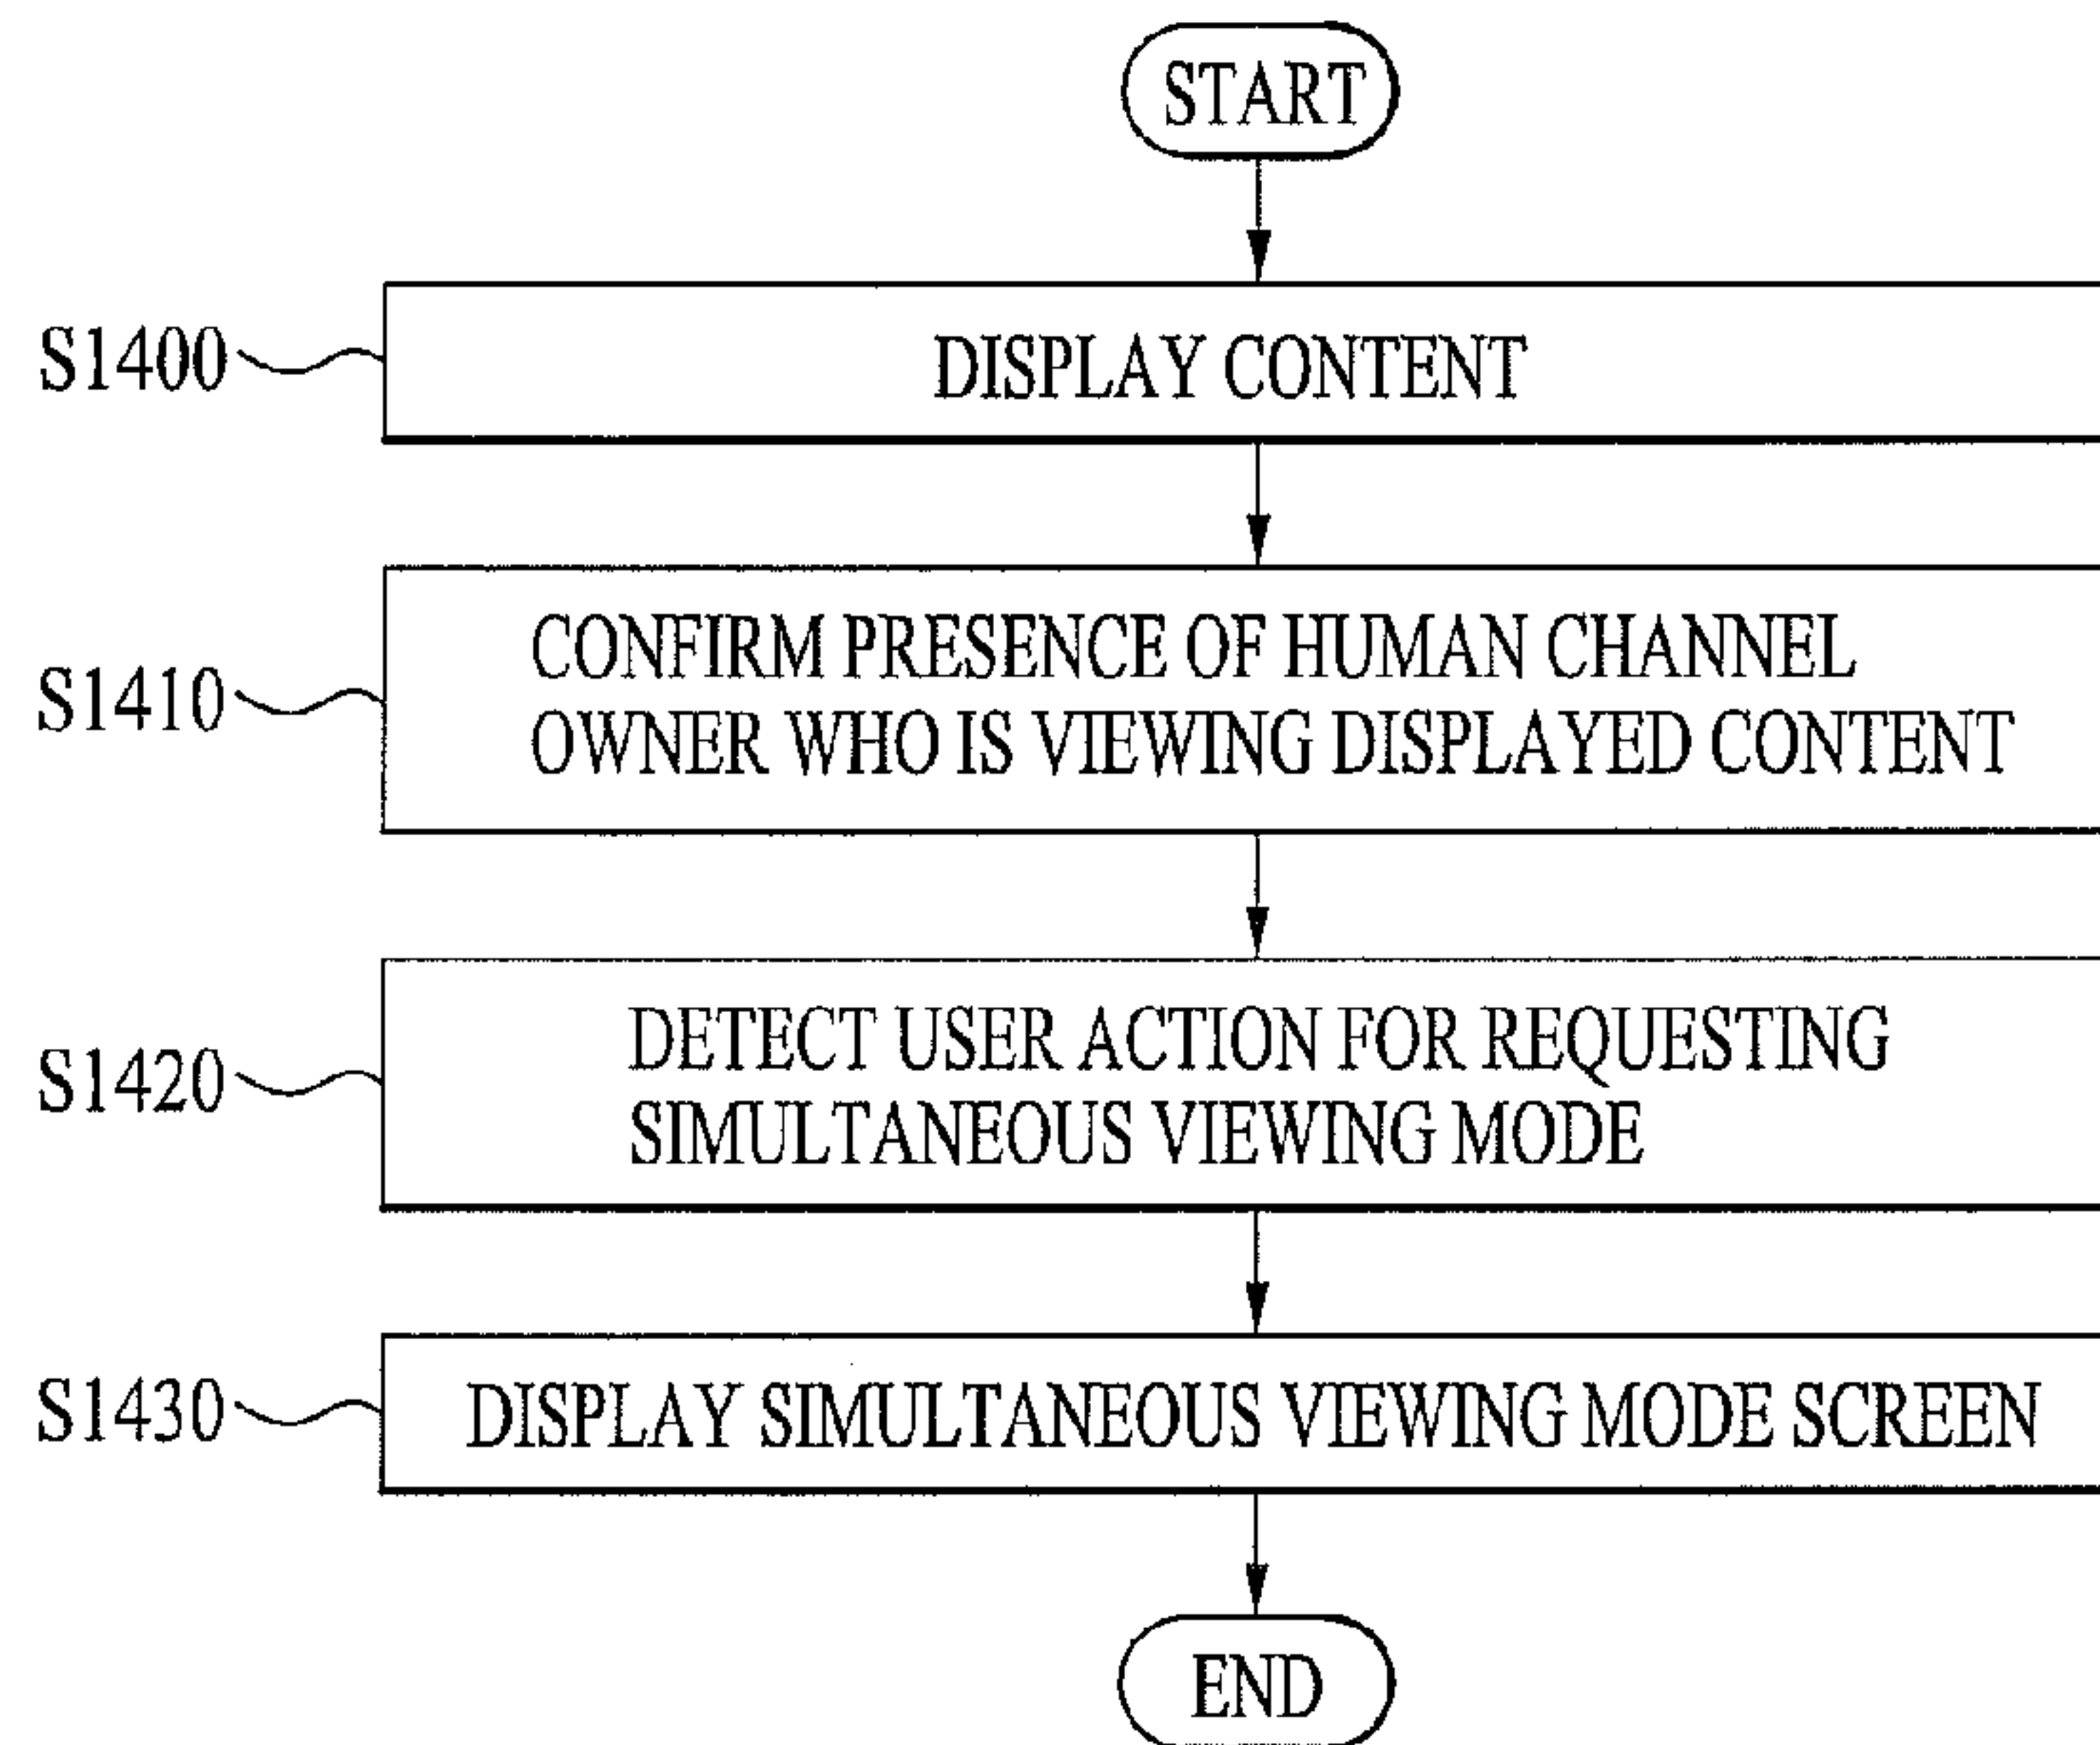 START
S1400
DISPLAY CONTENT
S1410
CONFIRM PRESENCE OF HUMAN CHANNEL
OWNER WHO IS VIEWING DISPLAYED CONTENT
S1420
DETECT USER ACTION FOR REQUESTING
SIMULTANEOUS VIEWING MODE
S1430
DISPLAY SIMULTANEOUS VIEWING MODE SCREEN
END